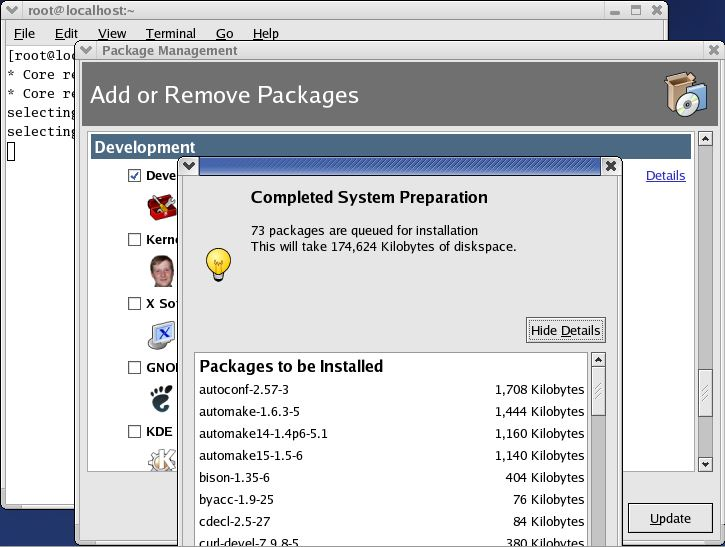 root@localhost:~
File Edit View Terminal Go Help
Package Management
[root@loc
* Core re
* Core re
selecting
selecting
Add or Remove Packages
Development
Deve
Details
Kerne
X Sof
GNO
KDE
Completed System Preparation
73 packages are queued for installation
This will take 174,624 Kilobytes of diskspace.
Hide Details
Packages to be Installed
autoconf-2.57-3 1,708 Kilobytes
automake-1.6.3-5 1,444 Kilobytes
automake14-1.4p6-5.1 1,160 Kilobytes
automake15-1.5-6 1,140 Kilobytes
bison-1.35-6 404 Kilobytes
byacc-1.9-25 76 Kilobytes
cdecl-2.5-27 84 Kilobytes
curl-devel-7.9.8-5 380 Kilobytes
Update